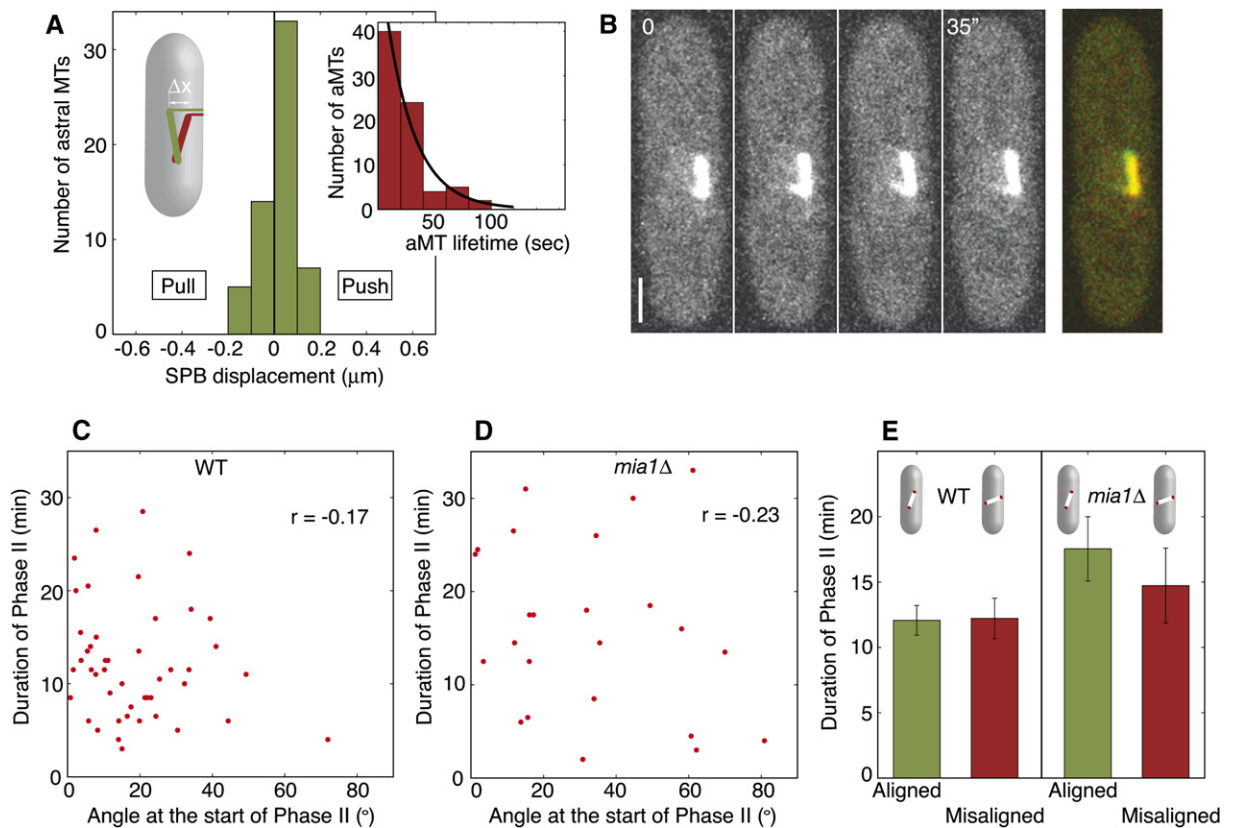 A
Number of astral MTs
30
20
10
0
Δx
Pull
Push
-0.6
-0.4
-0.2
0
0.2
0.4
0.6
SPB displacement (μm)
Number of aMTs
40
30
20
10
0
50
100
aMT lifetime (sec)
B
0
35”
C
WT
r = -0.17
Duration of Phase II (min)
30
20
10
0
0
20
40
60
80
Angle at the start of Phase II (°)
D
mia1Δ
r = -0.23
Duration of Phase II (min)
30
20
10
0
0
20
40
60
80
Angle at the start of Phase II (°)
E
WT
mia1Δ
Duration of Phase II (min)
20
15
10
5
0
Aligned
Misaligned
Aligned
Misaligned